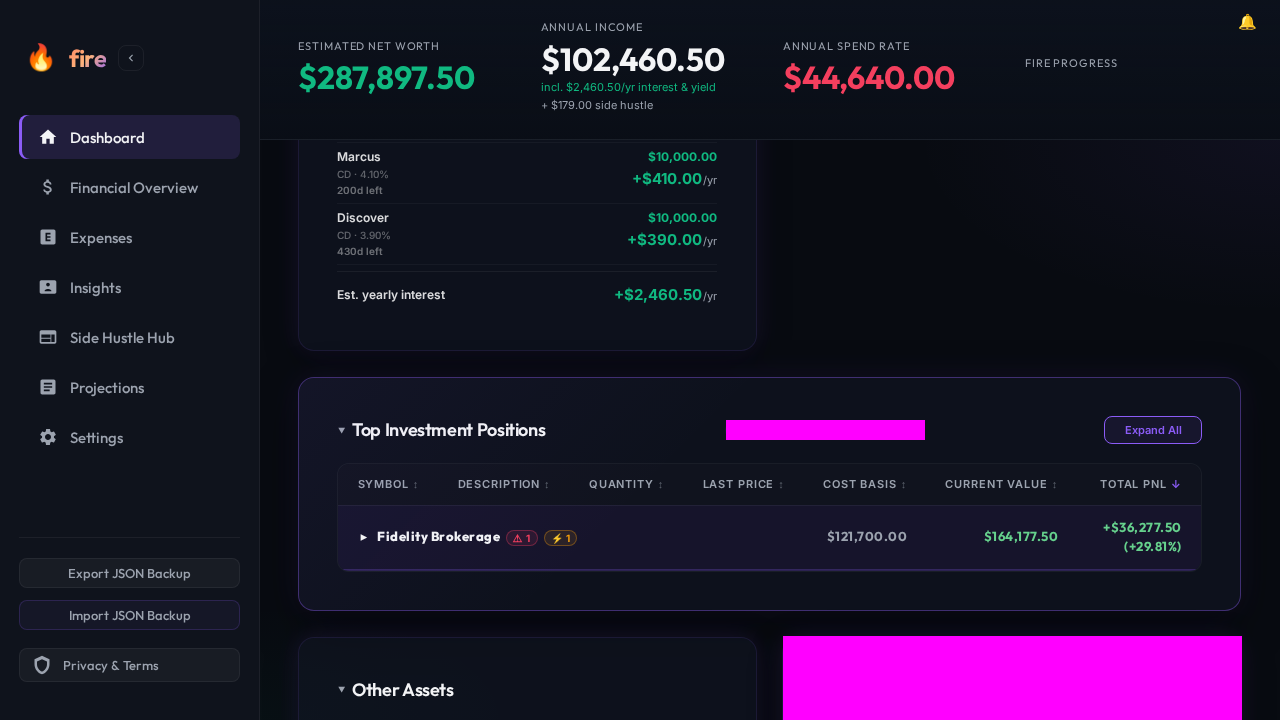 fire
Dashboard
Financial Overview
Expenses
Insights
Side Hustle Hub
Projections
Settings
Export JSON Backup
Import JSON Backup
Privacy & Terms
ESTIMATED NET WORTH
$287,897.50
ANNUAL INCOME
$102,460.50
incl. $2,460.50/yr interest & yield
+ $179.00 side hustle
ANNUAL SPEND RATE
$44,640.00
FIRE PROGRESS
Marcus $10,000.00
CD · 4.10% +$410.00/yr
200d left
Discover $10,000.00
CD · 3.90% +$390.00/yr
430d left
Est. yearly interest +$2,460.50/yr
Top Investment Positions Expand All
SYMBOL ↕ DESCRIPTION ↕ QUANTITY ↕ LAST PRICE ↕ COST BASIS ↕ CURRENT VALUE ↕ TOTAL PNL ↓
Fidelity Brokerage ⚠ 1 ⚡ 1 $121,700.00 $164,177.50 +$36,277.50
(+29.81%)
Other Assets